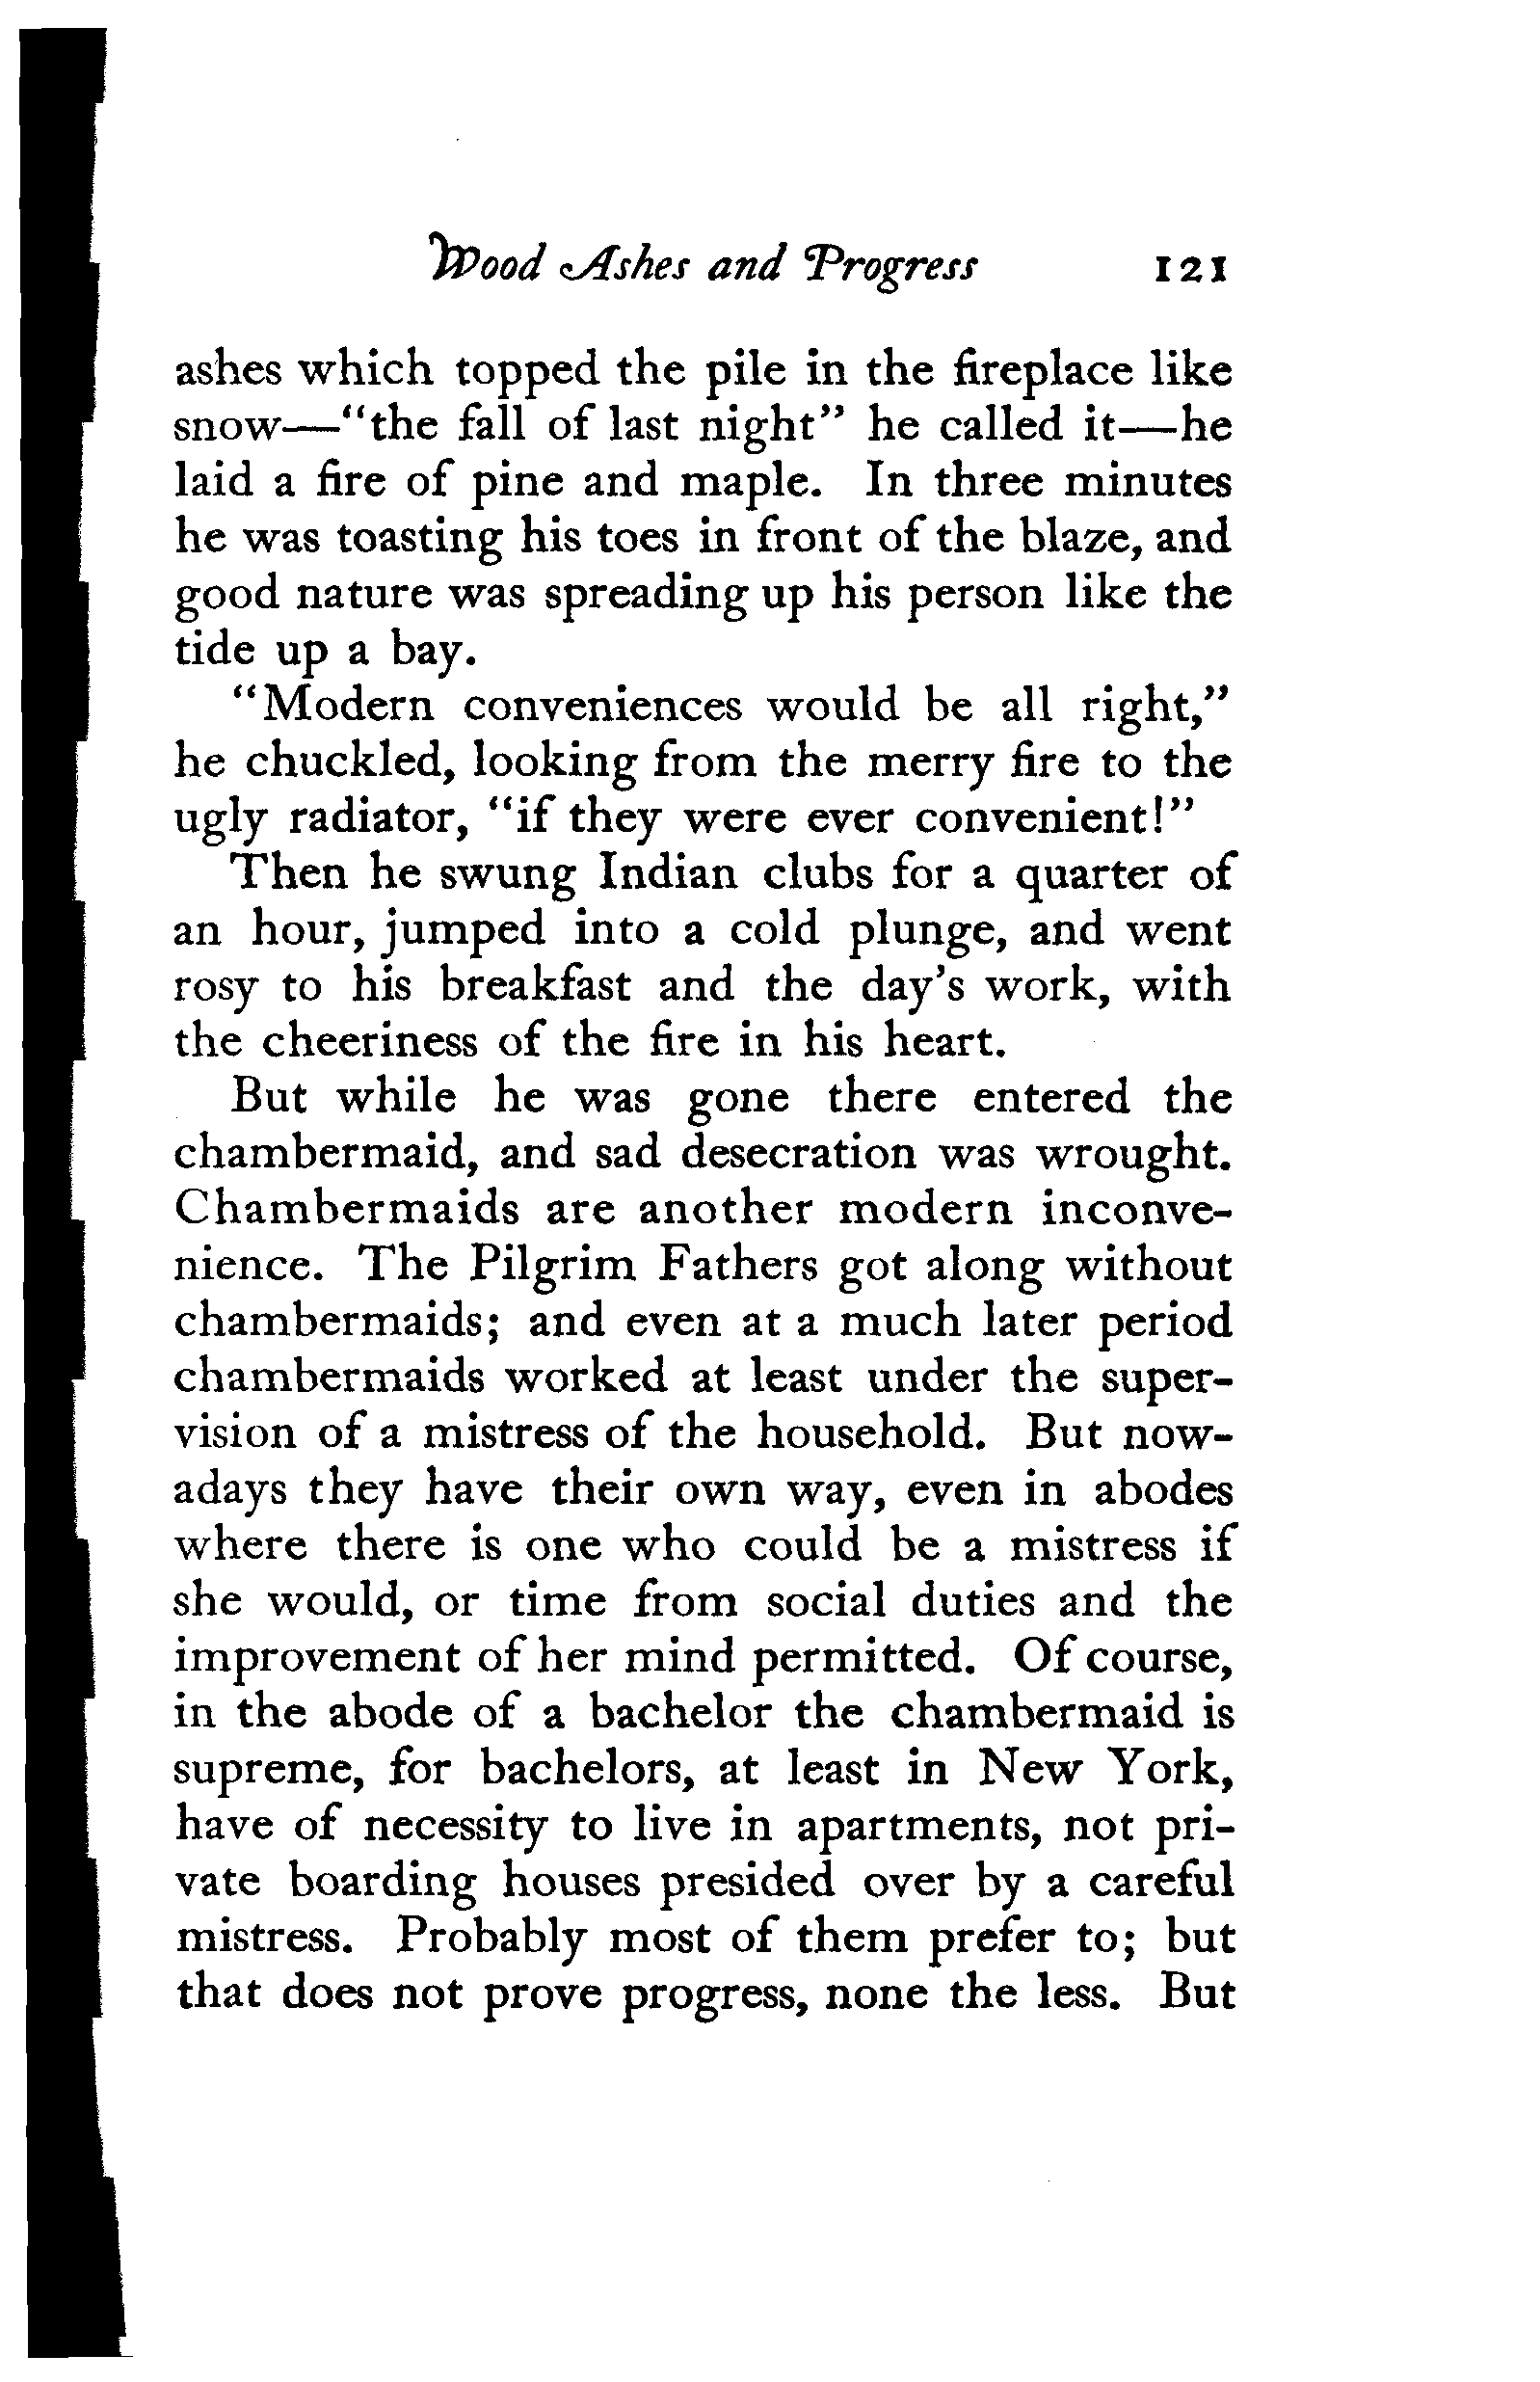 Wood Ashes and Progress 121
ashes which topped the pile in the fireplace like
snow—"the fall of last night" he called it—he
laid a fire of pine and maple. In three minutes
he was toasting his toes in front of the blaze, and
good nature was spreading up his person like the
tide up a bay.
"Modern conveniences would be all right,"
he chuckled, looking from the merry fire to the
ugly radiator, "if they were ever convenient!"
Then he swung Indian clubs for a quarter of
an hour, jumped into a cold plunge, and went
rosy to his breakfast and the day's work, with
the cheeriness of the fire in his heart.
But while he was gone there entered the
chambermaid, and sad desecration was wrought.
Chambermaids are another modern inconve-
nience. The Pilgrim Fathers got along without
chambermaids; and even at a much later period
chambermaids worked at least under the super-
vision of a mistress of the household. But now-
adays they have their own way, even in abodes
where there is one who could be a mistress if
she would, or time from social duties and the
improvement of her mind permitted. Of course,
in the abode of a bachelor the chambermaid is
supreme, for bachelors, at least in New York,
have of necessity to live in apartments, not pri-
vate boarding houses presided over by a careful
mistress. Probably most of them prefer to; but
that does not prove progress, none the less. But